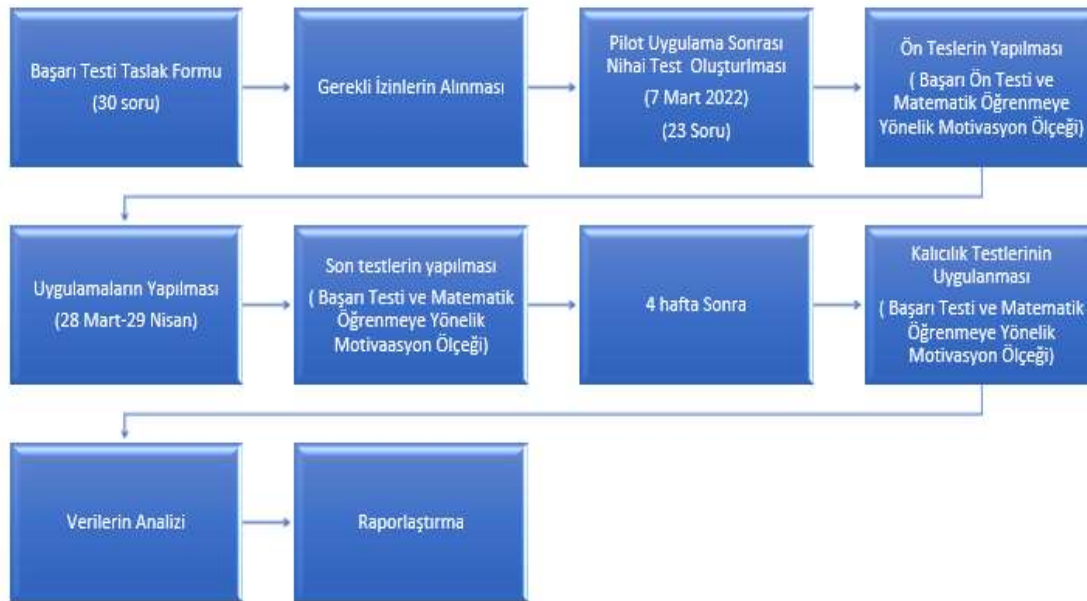 Başarı Testi Taslak Formu
(30 soru)
Gerekli İzinlerin Alınması
Pilot Uygulama Sonrası
Nihai Test Oluşturlması
(7 Mart 2022)
(23 Soru)
Ön Teslerin Yapılması
( Başarı Ön Testi ve
Matematik Öğrenmeye
Yönelik Motivasyon Ölçeği)
Uygulamaların Yapılması
(28 Mart-29 Nisan)
Son testlerin yapılması
( Başarı Testi ve Matematik
Öğrenmeye Yönelik
Motivaasyon Ölçeği)
4 hafta Sonra
Kalıcılık Testlerinin
Uygulanması
( Başarı Testi ve Matematik
Öğrenmeye Yönelik
Motivasyon Ölçeği)
Verilerin Analizi
Raporlaştırma